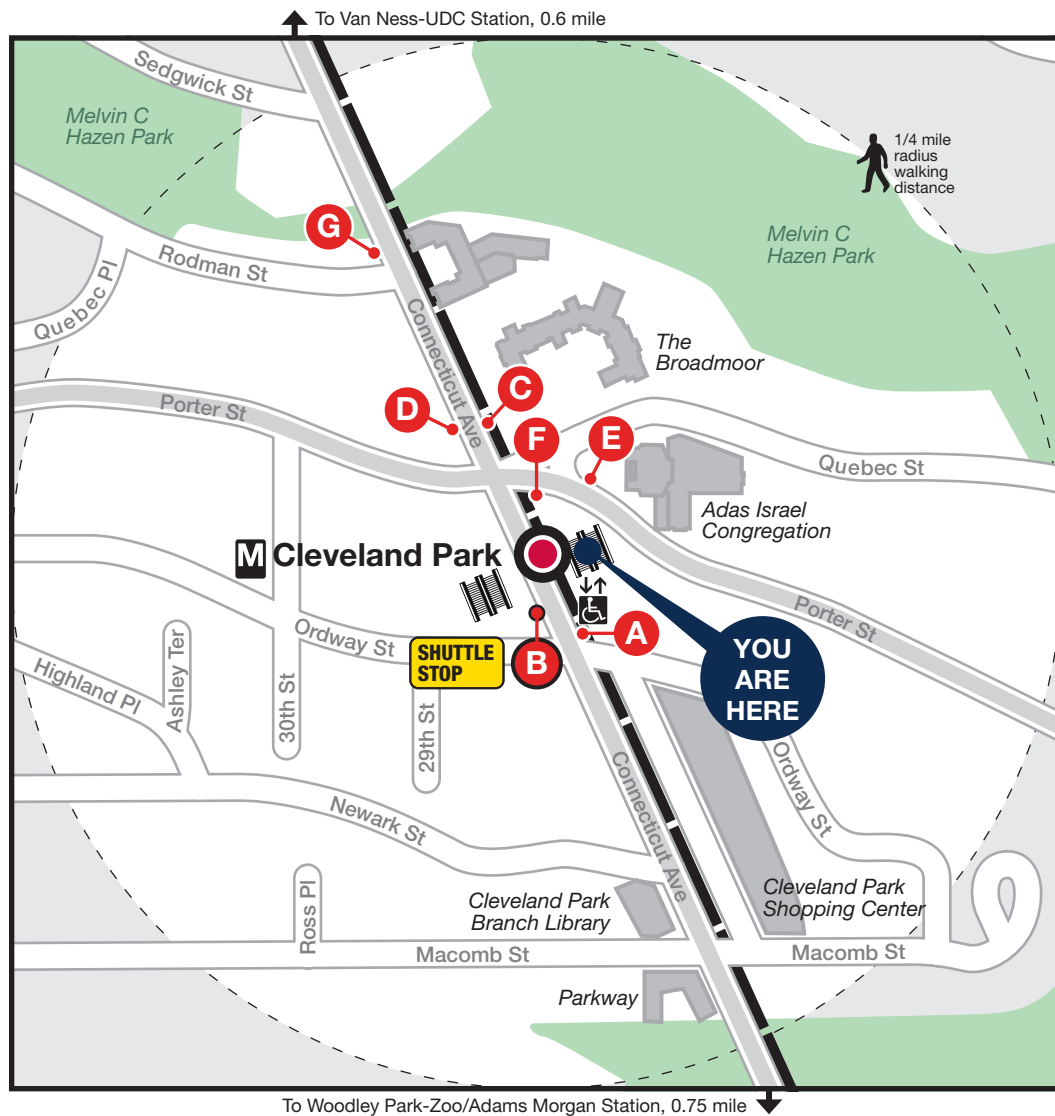 To Van Ness-UDC Station, 0.6 mile
Sedgwick St
Melvin C
Hazen Park
1/4 mile
radius
walking
distance
G
Melvin C
Hazen Park
Rodman St
Quebec Pl
Connecticut Ave
The
Broadmoor
C
D
Porter St
F
E
Quebec St
Adas Israel
Congregation
M Cleveland Park
Porter St
A
Ordway St
SHUTTLE
STOP
B
YOU
ARE
HERE
Ashley Ter
Highland Pl
30th St
29th St
Ordway St
Connecticut Ave
Newark St
Cleveland Park
Branch Library
Cleveland Park
Shopping Center
Ross Pl
Macomb St
Macomb St
Parkway
To Woodley Park-Zoo/Adams Morgan Station, 0.75 mile